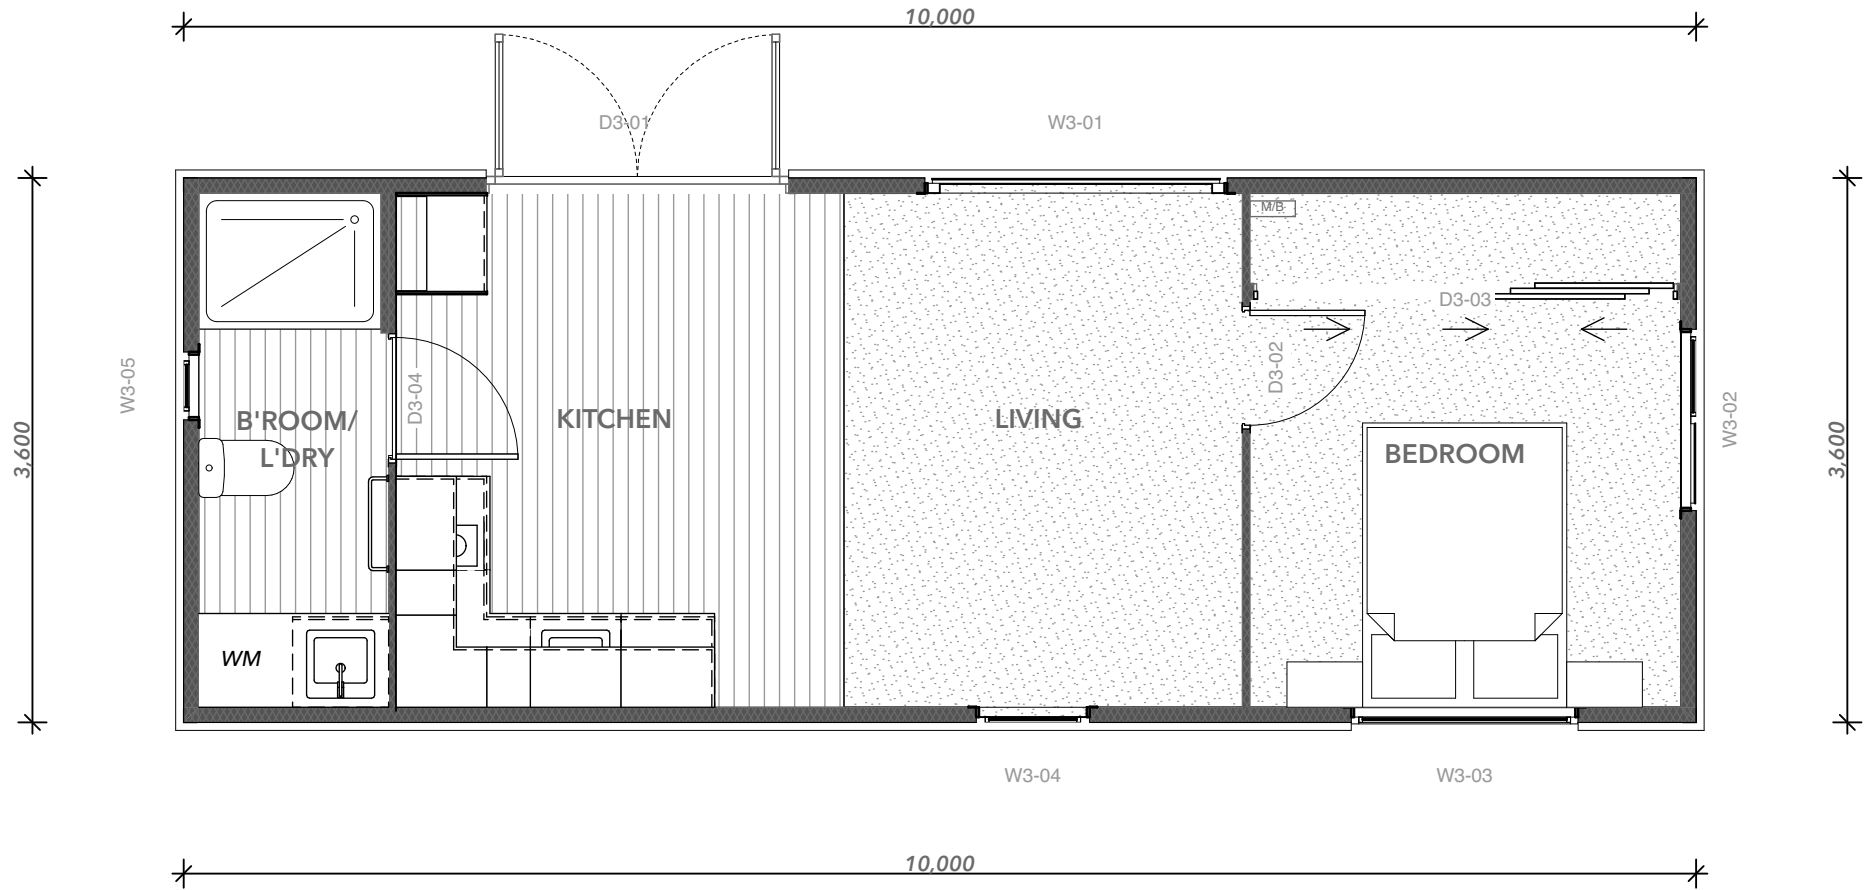 10,000
D3-01
W3-01
M/B
D3-03
D3-02
W3-05
D3-04
W3-02
B'ROOM/
L'DRY
KITCHEN
LIVING
BEDROOM
3,600
3,600
WM
W3-04
W3-03
10,000